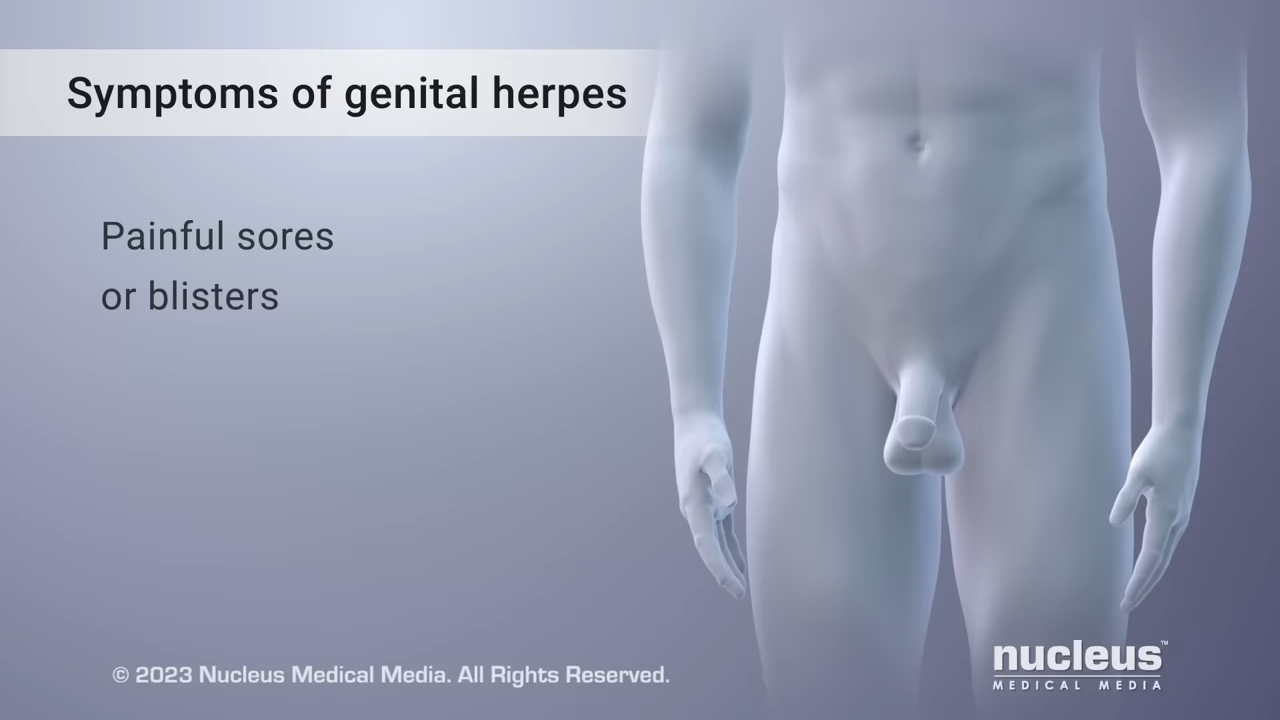 Symptoms of genital herpes
Painful sores
or blisters
© 2023 Nucleus Medical Media. All Rights Reserved.
nucleus™
MEDICAL MEDIA